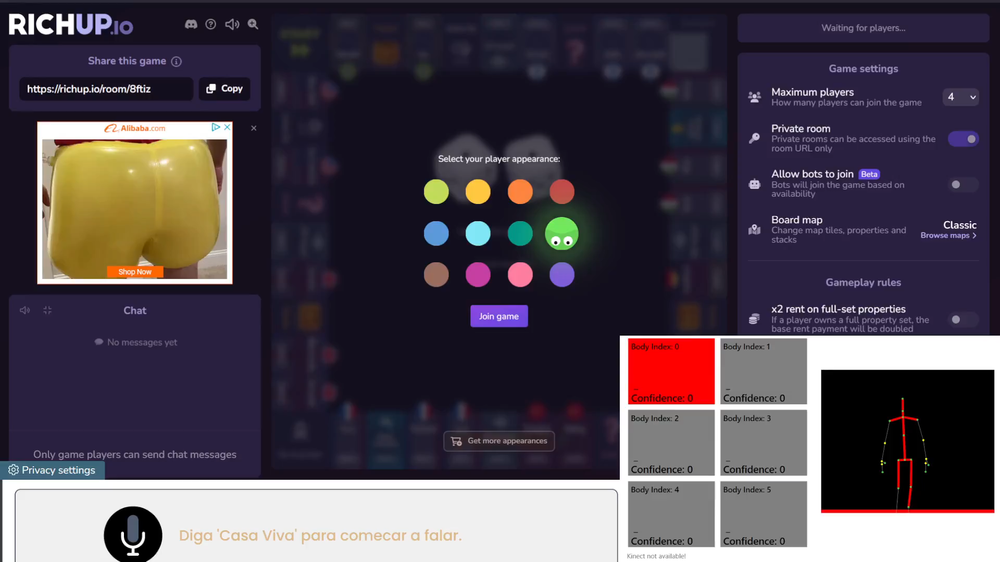 RICHUP.IO
Share this game
https://richup.io/room/8ftiz
Copy
Alibaba.com
Shop Now
Chat
No messages yet
Only game players can send chat messages
Privacy settings
Select your player appearance:
Join game
Get more appearances
Waiting for players...
Game settings
Maximum players
How many players can join the game
4
Private room
Private rooms can be accessed using the
room URL only
Allow bots to join Beta
Bots will join the game based on
availability
Board map
Change map tiles, properties and
stacks
Classic
Browse maps >
Gameplay rules
x2 rent on full-set properties
If a player owns a full property set, the
base rent payment will be doubled
Body Index: 0
_
Confidence: 0
Body Index: 1
_
Confidence: 0
Body Index: 2
_
Confidence: 0
Body Index: 3
_
Confidence: 0
Body Index: 4
_
Confidence: 0
Body Index: 5
_
Confidence: 0
Kinect not available!
Diga 'Casa Viva' para comecar a falar.